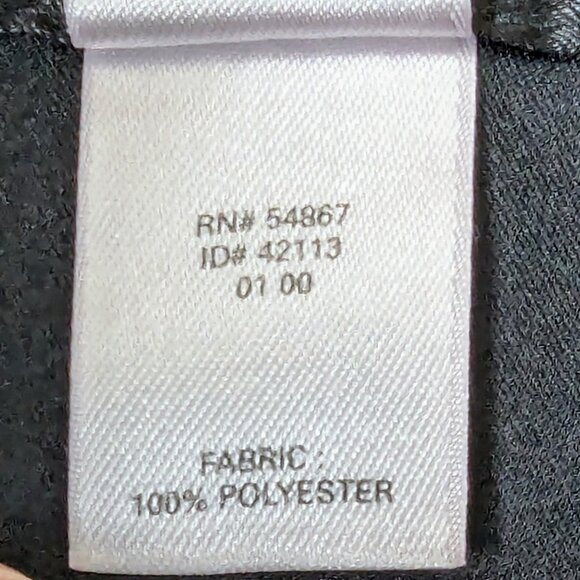 RN# 54867
ID# 42113
01 00
FABRIC :
100% POLYESTER